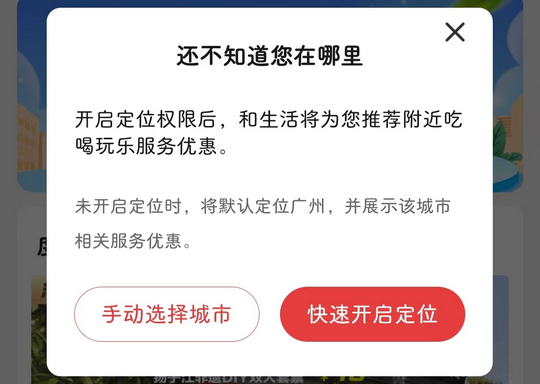 还不知道您在哪里
开启定位权限后，和生活将为您推荐附近吃
喝玩乐服务优惠。
未开启定位时，将默认定位广州，并展示该城市
相关服务优惠。
手动选择城市
快速开启定位